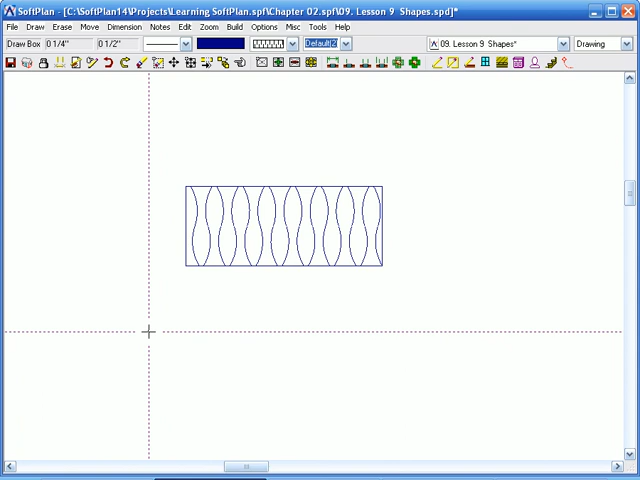 SoftPlan - [C:\SoftPlan14\Projects\Learning SoftPlan.spf\Chapter 02.spf\09. Lesson 9  Shapes.spd]*
File Draw Erase Move Dimension Notes Edit Zoom Build Options Misc Tools Help
Draw Box 0 1/4" 0 1/2" Default(2 09. Lesson 9 Shapes* Drawing